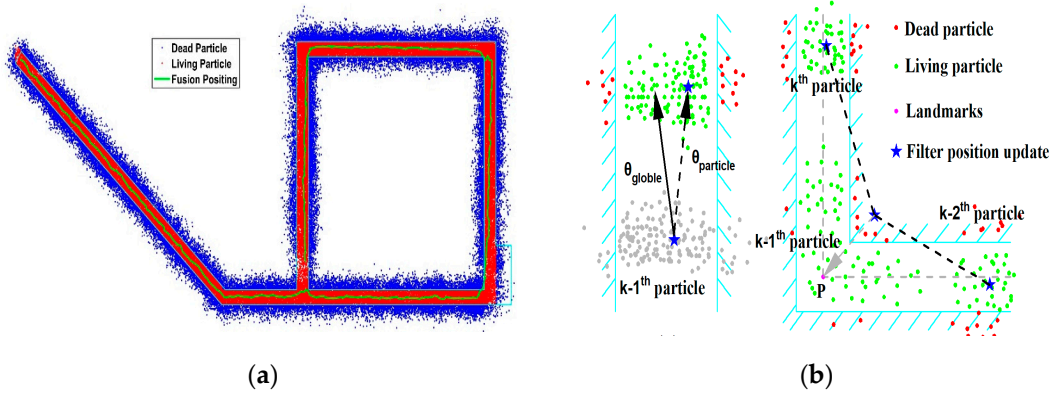 Dead Particle
Living Particle
Fusion Positing
(a)
θgloble
θparticle
k-1th particle
kth particle
k-1th particle
k-2th particle
P
Dead particle
Living particle
Landmarks
Filter position update
(b)